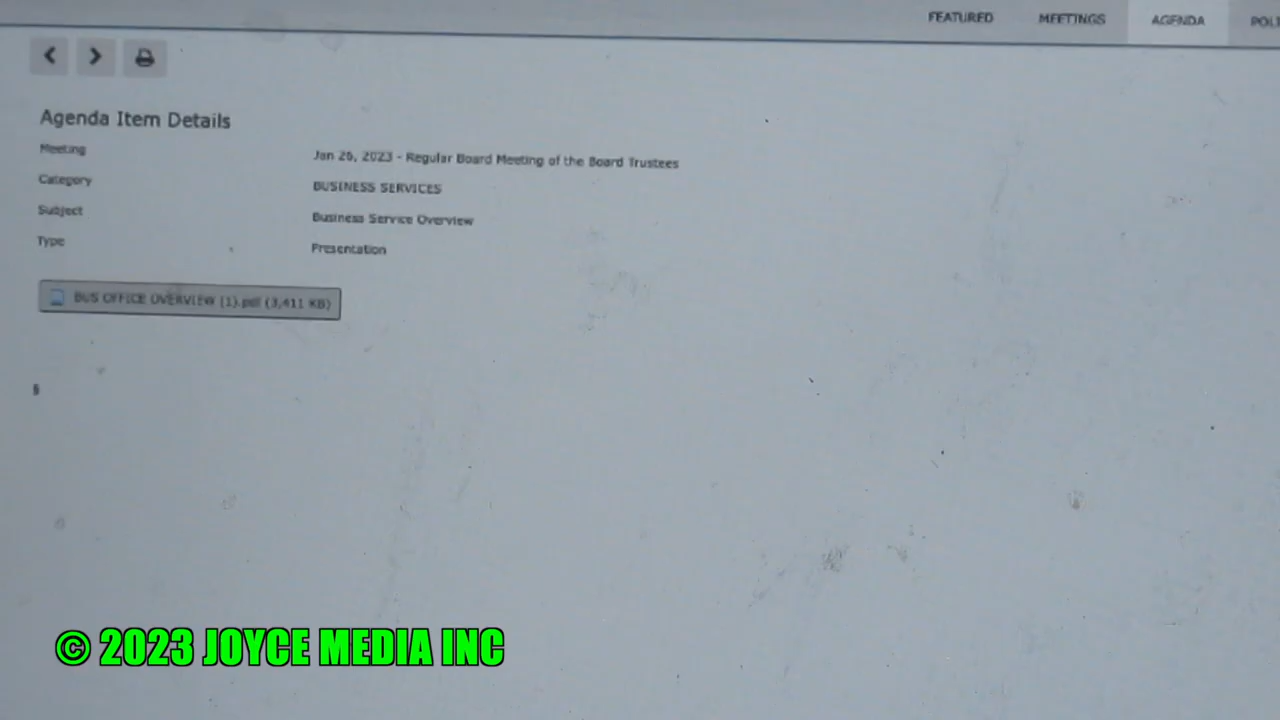 FEATURED MEETINGS AGENDA
Agenda Item Details
Meeting Jan 26, 2023 - Regular Board Meeting of the Board Trustees
Category BUSINESS SERVICES
Subject Business Service Overview
Type Presentation
BUS OFFICE OVERVIEW (1).pdf (3,411 KB)
© 2023 JOYCE MEDIA INC